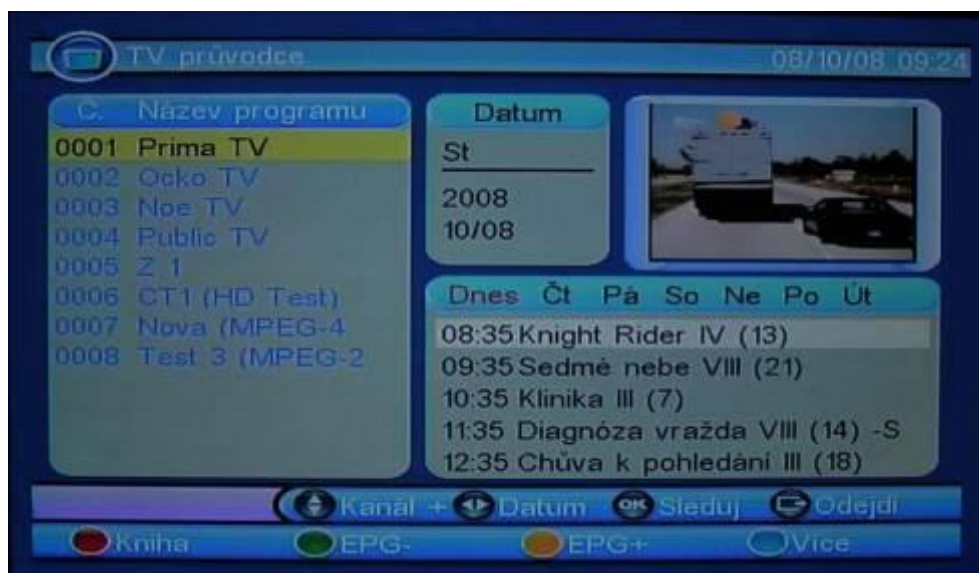 TV průvodce
08/10/08 09:24
C. Název programu
0001 Prima TV
0002 Ocko TV
0003 Noe TV
0004 Public TV
0005 Z 1
0006 CT1 (HD Test)
0007 Nova (MPEG-4
0008 Test 3 (MPEG-2
Datum
St
2008
10/08
Dnes Čt Pá So Ne Po Út
08:35 Knight Rider IV (13)
09:35 Sedmé nebe VIII (21)
10:35 Klinika III (7)
11:35 Diagnóza vražda VIII (14) -S
12:35 Chůva k pohledání III (18)
Kanál + Datum OK Sleduj Odejdi
Kniha EPG- EPG+ Více